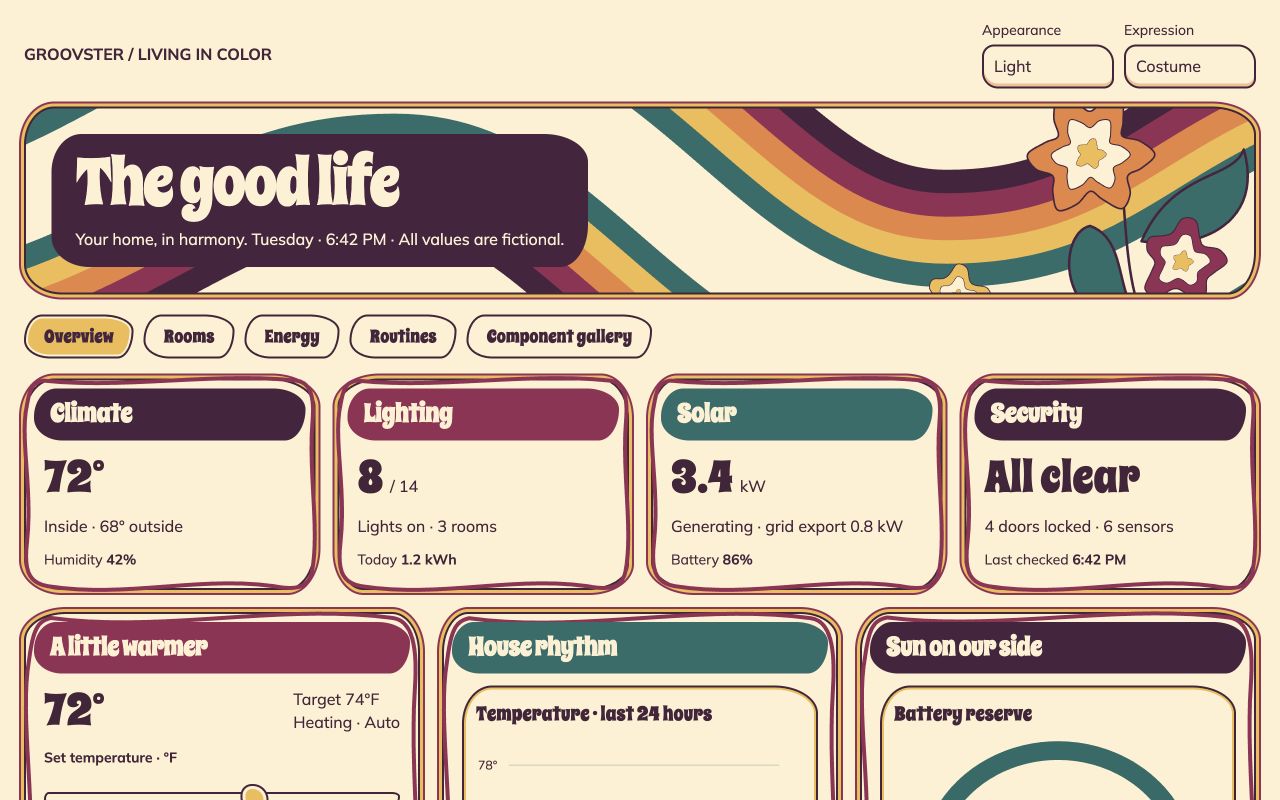 GROOVSTER / LIVING IN COLOR
Appearance
Expression
Light
Costume
The good life
Your home, in harmony. Tuesday · 6:42 PM · All values are fictional.
Overview
Rooms
Energy
Routines
Component gallery
Climate
72°
Inside · 68° outside
Humidity 42%
Lighting
8 / 14
Lights on · 3 rooms
Today 1.2 kWh
Solar
3.4 kW
Generating · grid export 0.8 kW
Battery 86%
Security
All clear
4 doors locked · 6 sensors
Last checked 6:42 PM
A little warmer
72°
Target 74°F
Heating · Auto
Set temperature · °F
House rhythm
Temperature · last 24 hours
78°
Sun on our side
Battery reserve